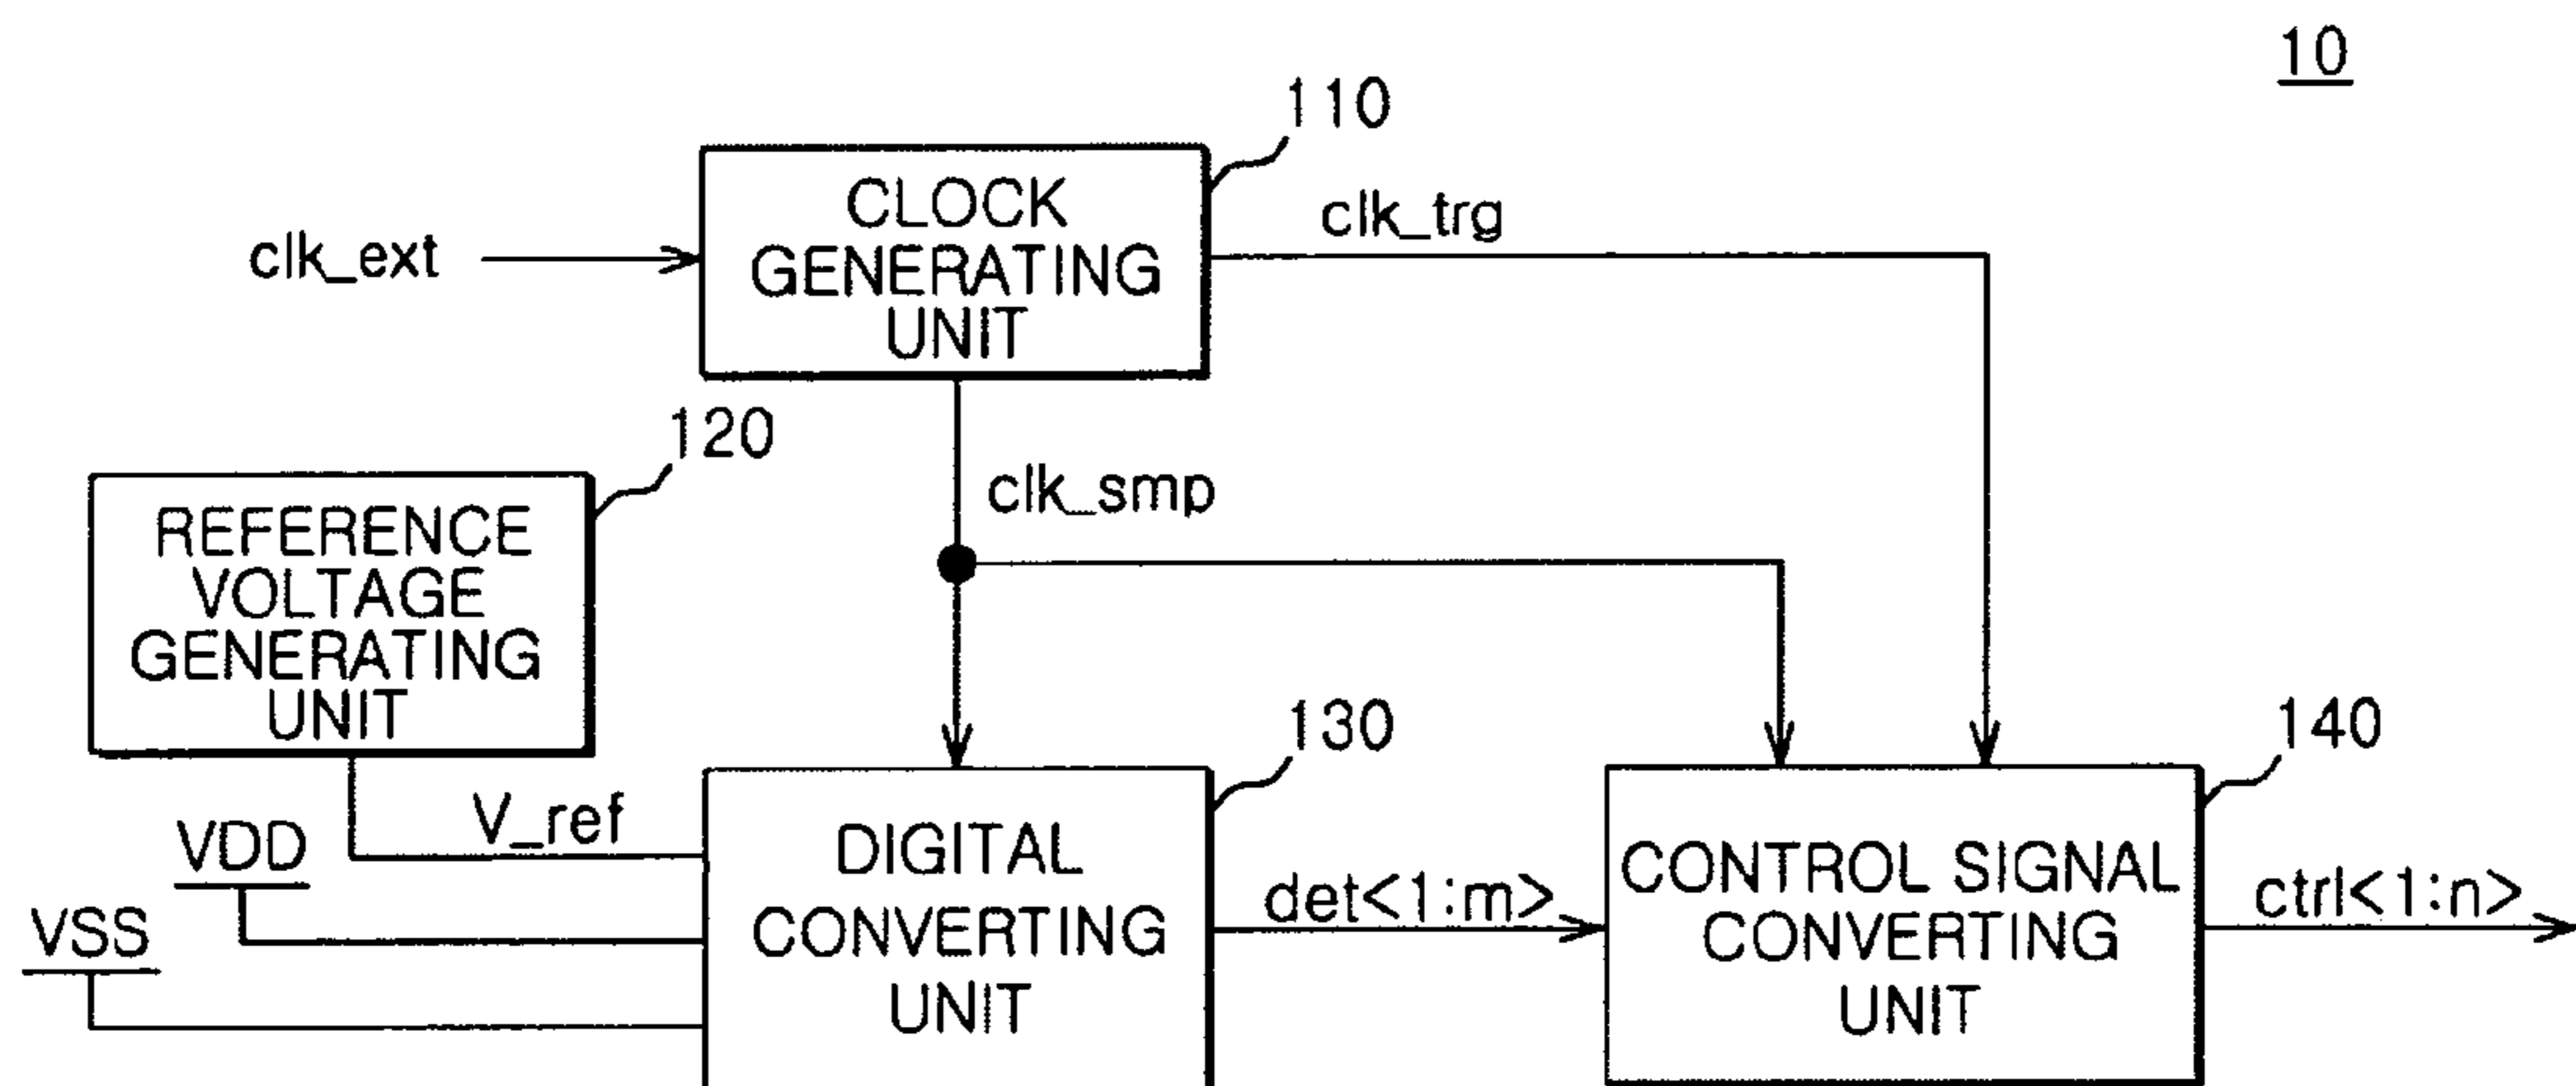 10
110
CLOCK
GENERATING
UNIT
clk_ext
clk_trg
120
clk_smp
REFERENCE
VOLTAGE
GENERATING
UNIT
130
140
V_ref
VDD
VSS
DIGITAL
CONVERTING
UNIT
det<1:m>
CONTROL SIGNAL
CONVERTING
UNIT
ctrl<1:n>